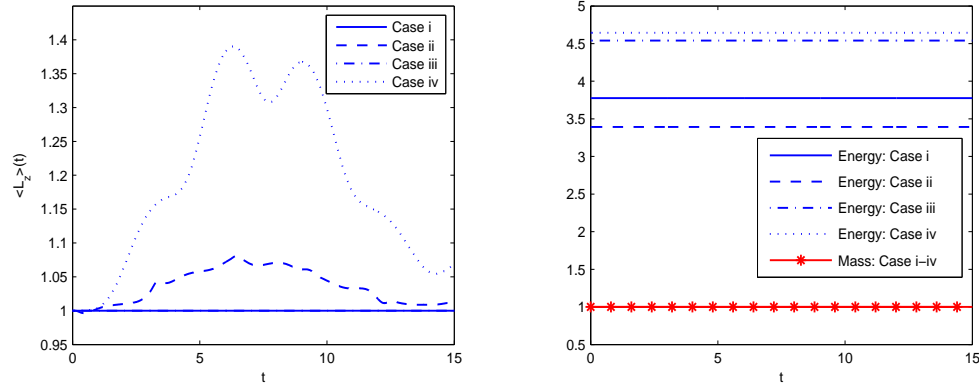 1.4
1.35
1.3
1.25
1.2
1.15
1.1
1.05
1
0.95
<L_z>(t)
0
5
10
15
t
Case i
Case ii
Case iii
Case iv
5
4.5
4
3.5
3
2.5
2
1.5
1
0.5
0
5
10
15
t
Energy: Case i
Energy: Case ii
Energy: Case iii
Energy: Case iv
Mass: Case i−iv